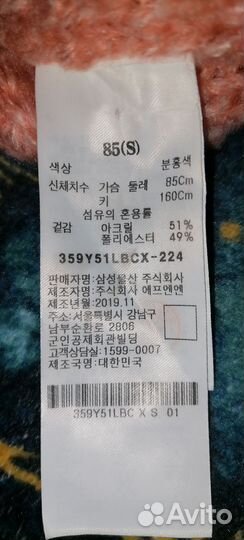 85(S)
색상 분홍색
신체치수 가슴 둘레 85Cm
키 160Cm
섬유의 혼용률
겉감 아크릴 51%
폴리에스터 49%
359Y51LBCX-224
판매자명:삼성물산 주식회사
제조자명:주식회사 에프엔엔
제조년월:2019.11
주소:서울특별시 강남구
남부순환로 2806
군인공제회관빌딩
고객상담실:1599-0007
제조국명:대한민국
359Y51LBC X S 01
Avito